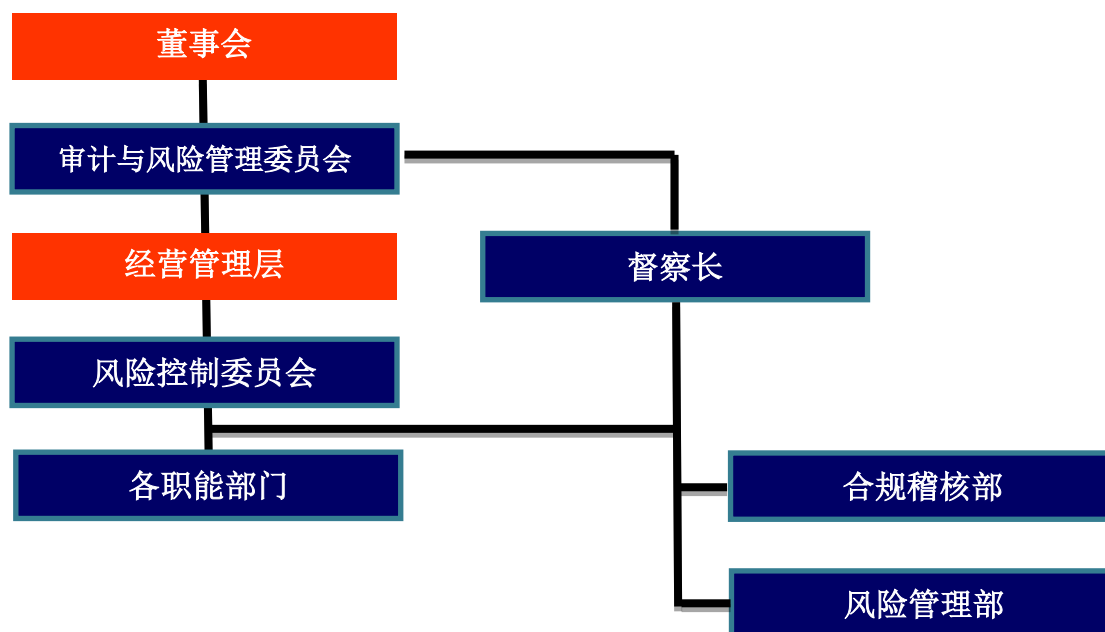 董事会
审计与风险管理委员会
经营管理层
督察长
风险控制委员会
各职能部门
合规稽核部
风险管理部